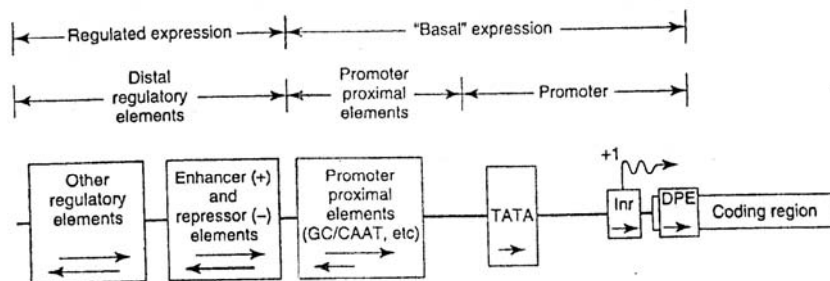 Regulated expression
"Basal" expression
Distal
regulatory
elements
Promoter
proximal
elements
Promoter
Other
regulatory
elements
Enhancer (+)
and
repressor (–)
elements
Promoter
proximal
elements
(GC/CAAT, etc)
TATA
+1
Inr
DPE
Coding region